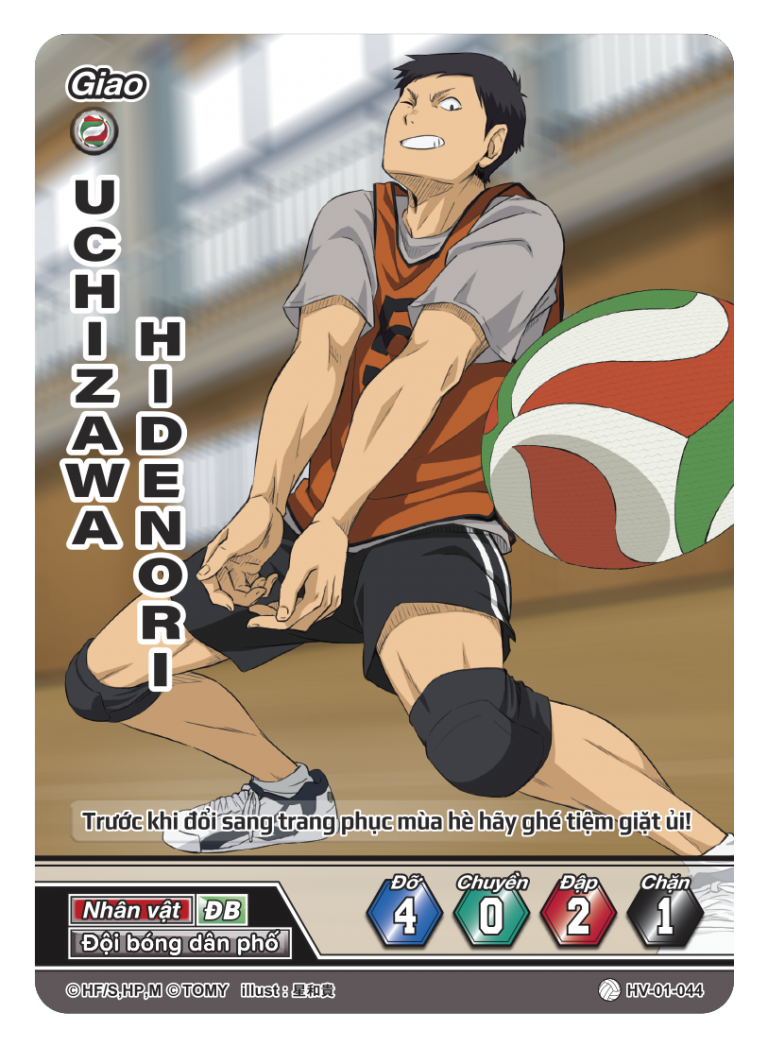 Giao
UCHIZAWA
HIDENORI
Trước khi đổi sang trang phục mùa hè hãy ghé tiệm giặt ủi!
Đỡ Chuyền Đập Chặn
4 0 2 1
Nhân vật ĐB
Đội bóng dân phố
©HF/S,HP,M ©TOMY illust : 星和貴 HV-01-044